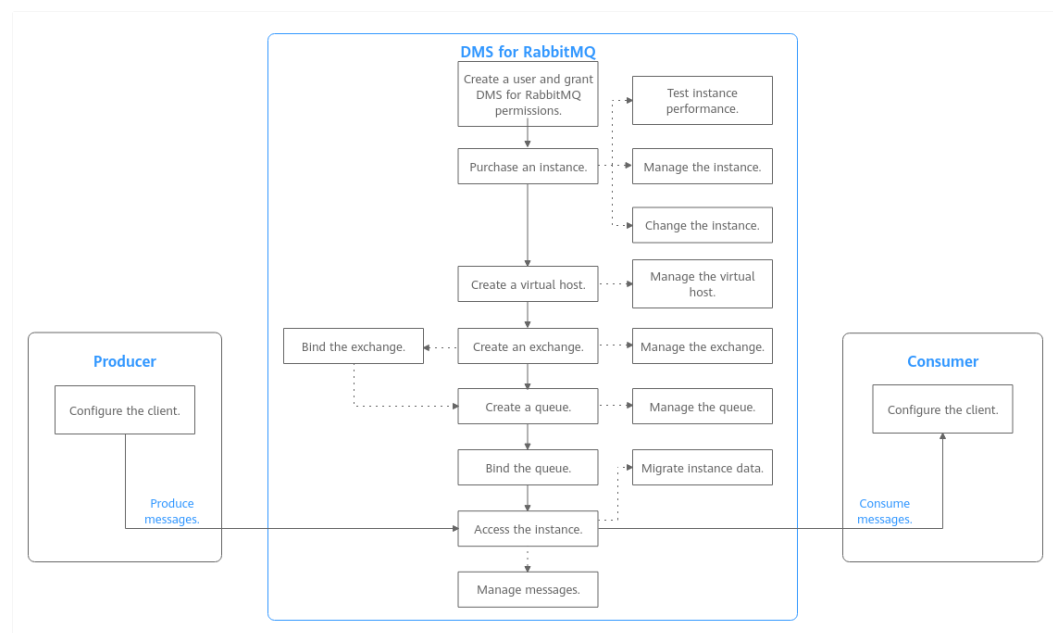 DMS for RabbitMQ
Create a user and grant
DMS for RabbitMQ
permissions.
Test instance
performance.
Purchase an instance.
Manage the instance.
Change the instance.
Create a virtual host.
Manage the virtual
host.
Bind the exchange.
Create an exchange.
Manage the exchange.
Producer
Configure the client.
Create a queue.
Manage the queue.
Consumer
Configure the client.
Bind the queue.
Migrate instance data.
Produce
messages.
Access the instance.
Consume
messages.
Manage messages.